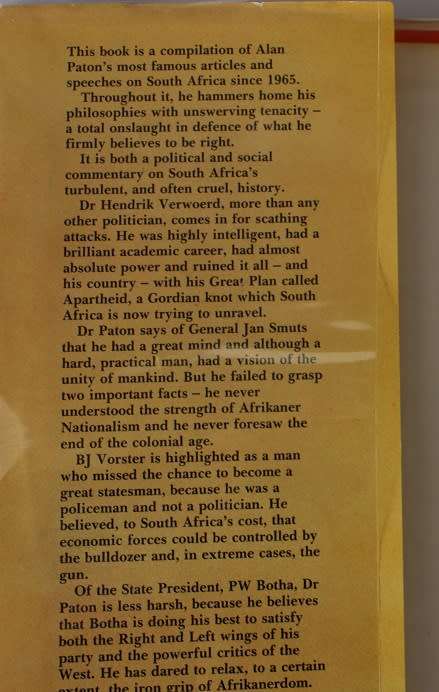 This book is a compilation of Alan
Paton's most famous articles and
speeches on South Africa since 1965.
Throughout it, he hammers home his
philosophies with unswerving tenacity –
a total onslaught in defence of what he
firmly believes to be right.
It is both a political and social
commentary on South Africa's
turbulent, and often cruel, history.
Dr Hendrik Verwoerd, more than any
other politician, comes in for scathing
attacks. He was highly intelligent, had a
brilliant academic career, had almost
absolute power and ruined it all – and
his country – with his Great Plan called
Apartheid, a Gordian knot which South
Africa is now trying to unravel.
Dr Paton says of General Jan Smuts
that he had a great mind and although a
hard, practical man, had a vision of the
unity of mankind. But he failed to grasp
two important facts – he never
understood the strength of Afrikaner
Nationalism and he never foresaw the
end of the colonial age.
BJ Vorster is highlighted as a man
who missed the chance to become a
great statesman, because he was a
policeman and not a politician. He
believed, to South Africa's cost, that
economic forces could be controlled by
the bulldozer and, in extreme cases, the
gun.
Of the State President, PW Botha, Dr
Paton is less harsh, because he believes
that Botha is doing his best to satisfy
both the Right and Left wings of his
party and the powerful critics of the
West. He has dared to relax, to a certain
extent, the iron grip of Afrikanerdom.